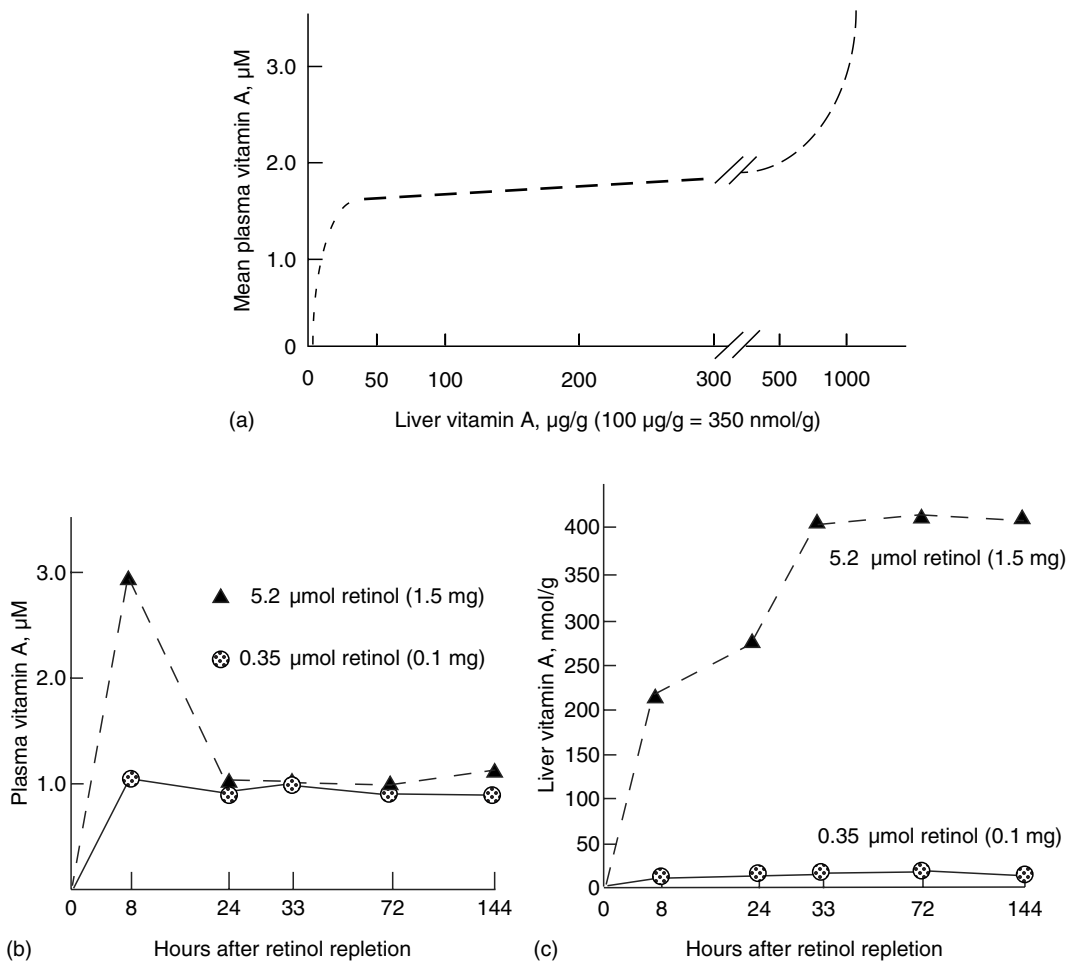 Mean plasma vitamin A, µM
3.0
2.0
1.0
0
0 50 100 200 300 500 1000
(a) Liver vitamin A, µg/g (100 µg/g = 350 nmol/g)
Plasma vitamin A, µM
3.0
2.0
1.0
5.2 µmol retinol (1.5 mg)
0.35 µmol retinol (0.1 mg)
0 8 24 33 72 144
(b) Hours after retinol repletion
Liver vitamin A, nmol/g
400
350
300
250
200
150
100
50
0
5.2 µmol retinol (1.5 mg)
0.35 µmol retinol (0.1 mg)
0 8 24 33 72 144
(c) Hours after retinol repletion